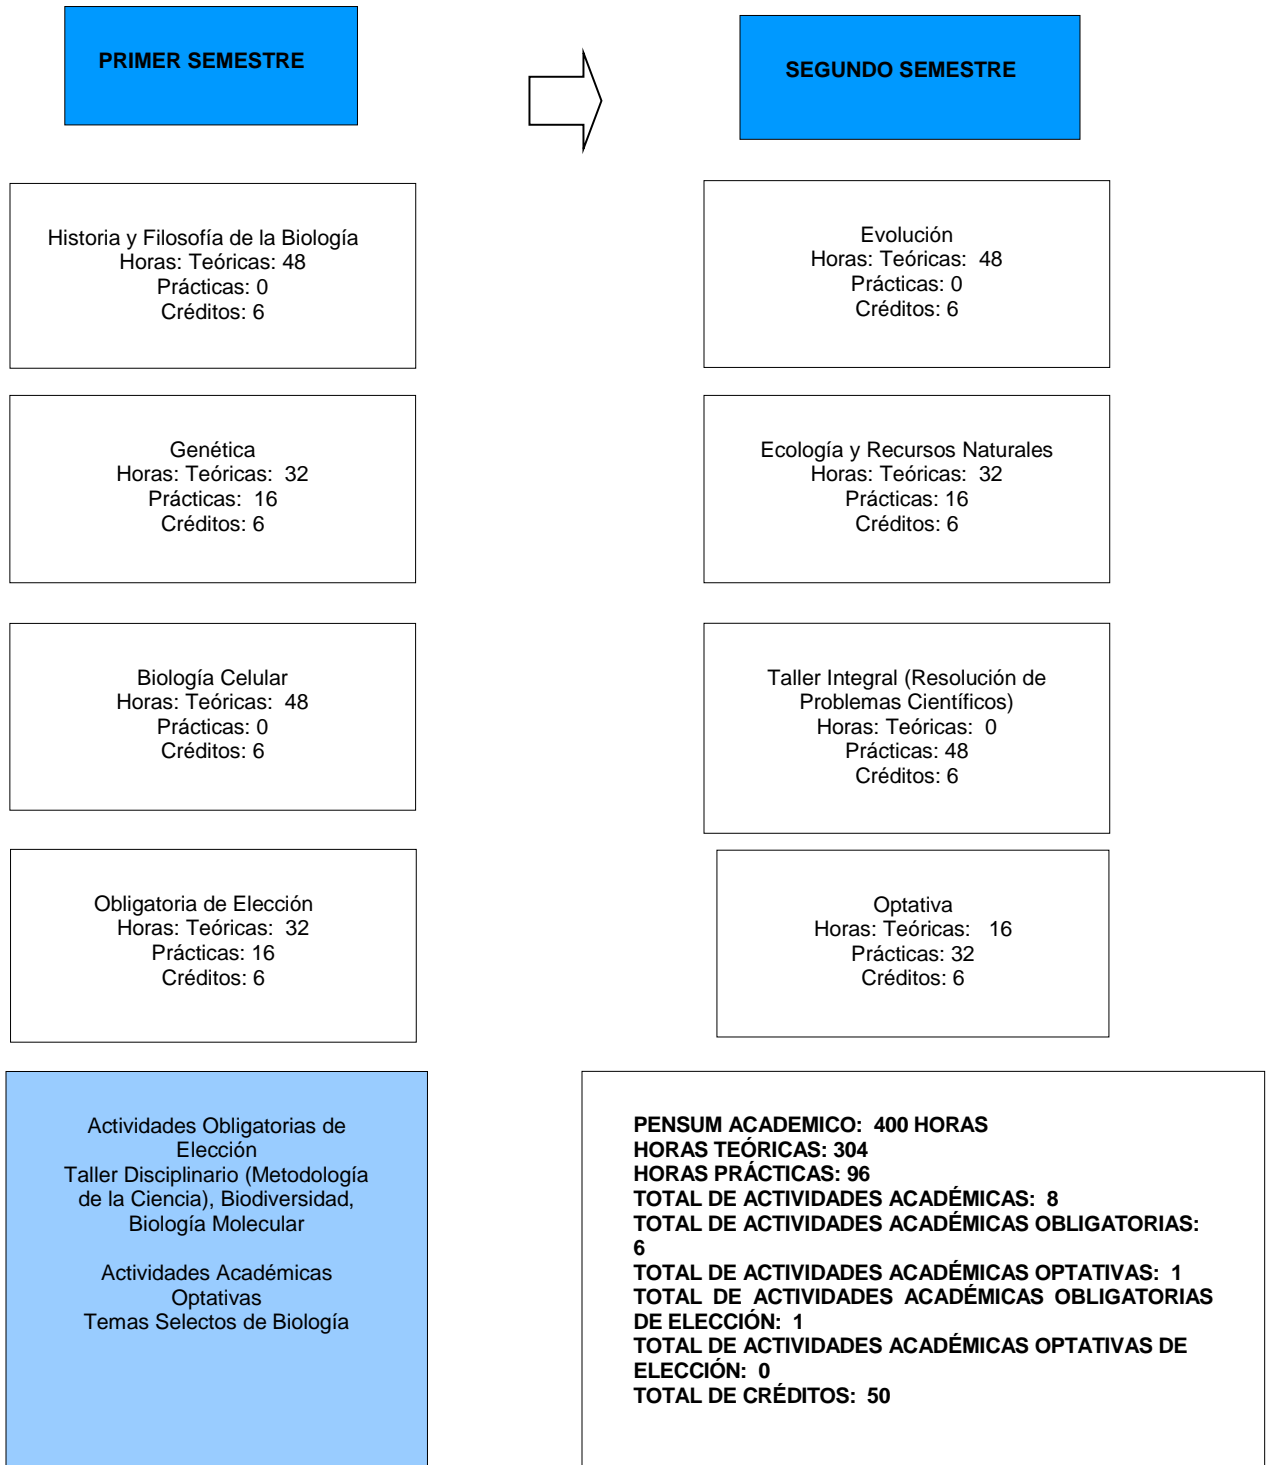 PRIMER SEMESTRE
SEGUNDO SEMESTRE
Historia y Filosofía de la Biología
Horas: Teóricas: 48
Prácticas: 0
Créditos: 6
Evolución
Horas: Teóricas: 48
Prácticas: 0
Créditos: 6
Genética
Horas: Teóricas: 32
Prácticas: 16
Créditos: 6
Ecología y Recursos Naturales
Horas: Teóricas: 32
Prácticas: 16
Créditos: 6
Biología Celular
Horas: Teóricas: 48
Prácticas: 0
Créditos: 6
Taller Integral (Resolución de
Problemas Científicos)
Horas: Teóricas: 0
Prácticas: 48
Créditos: 6
Obligatoria de Elección
Horas: Teóricas: 32
Prácticas: 16
Créditos: 6
Optativa
Horas: Teóricas: 16
Prácticas: 32
Créditos: 6
Actividades Obligatorias de
Elección
Taller Disciplinario (Metodología
de la Ciencia), Biodiversidad,
Biología Molecular
Actividades Académicas
Optativas
Temas Selectos de Biología
PENSUM ACADEMICO: 400 HORAS
HORAS TEÓRICAS: 304
HORAS PRÁCTICAS: 96
TOTAL DE ACTIVIDADES ACADÉMICAS: 8
TOTAL DE ACTIVIDADES ACADÉMICAS OBLIGATORIAS:
6
TOTAL DE ACTIVIDADES ACADÉMICAS OPTATIVAS: 1
TOTAL DE ACTIVIDADES ACADÉMICAS OBLIGATORIAS
DE ELECCIÓN: 1
TOTAL DE ACTIVIDADES ACADÉMICAS OPTATIVAS DE
ELECCIÓN: 0
TOTAL DE CRÉDITOS: 50